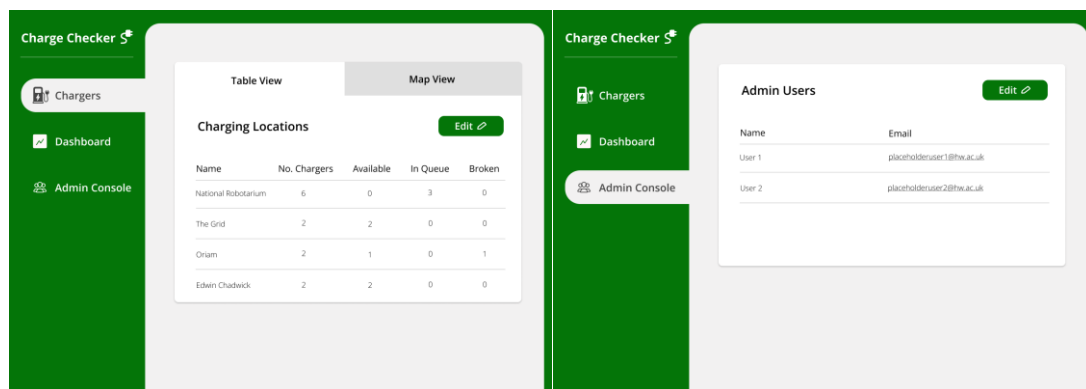 Charge Checker
Chargers
Dashboard
Admin Console
Table View Map View
Charging Locations Edit
Name No. Chargers Available In Queue Broken
National Robotarium 6 0 3 0
The Grid 2 2 0 0
Oriam 2 1 0 1
Edwin Chadwick 2 2 0 0
Charge Checker
Chargers
Dashboard
Admin Console
Admin Users Edit
Name Email
User 1 placeholderuser1@hw.ac.uk
User 2 placeholderuser2@hw.ac.uk